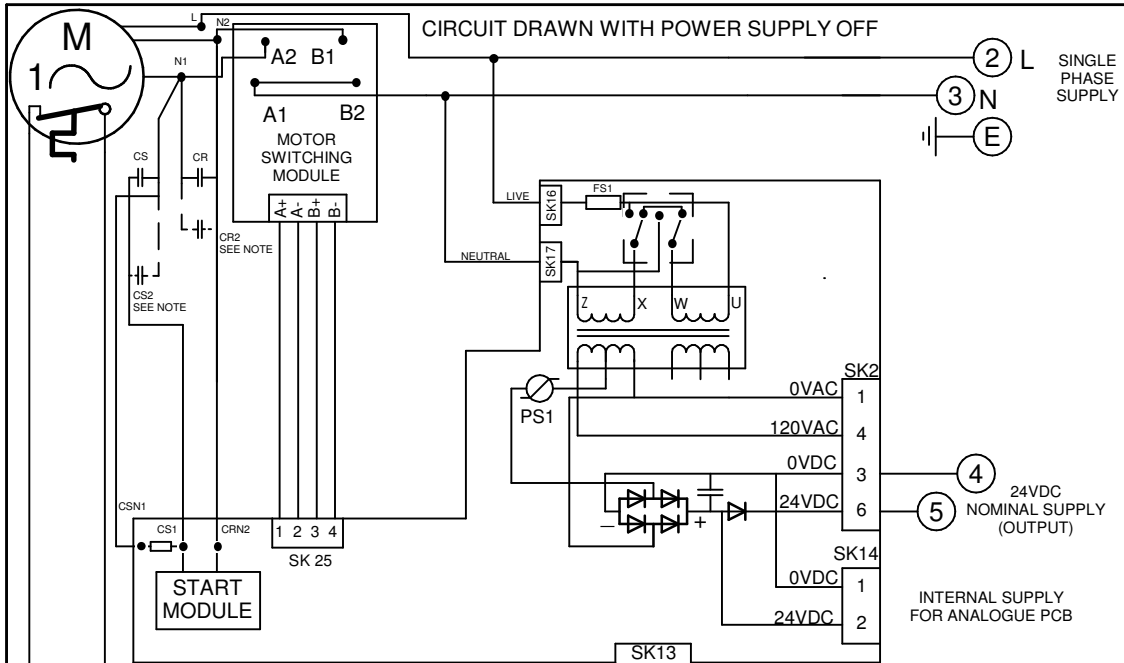 CIRCUIT DRAWN WITH POWER SUPPLY OFF
M
1
L
N2
N1
A2 B1
A1 B2
MOTOR
SWITCHING
MODULE
A+ A- B+ B-
2 L
3 N
E
SINGLE
PHASE
SUPPLY
CS
CR
CR2
SEE NOTE
CS2
SEE NOTE
LIVE
SK16
FS1
NEUTRAL
SK17
Z X W U
PS1
SK2
0VAC 1
120VAC 4
0VDC 3
24VDC 6
4
5
24VDC
NOMINAL SUPPLY
(OUTPUT)
– +
SK14
0VDC 1
24VDC 2
INTERNAL SUPPLY
FOR ANALOGUE PCB
CSN1
CS1
CRN2
1 2 3 4
SK 25
START
MODULE
SK13